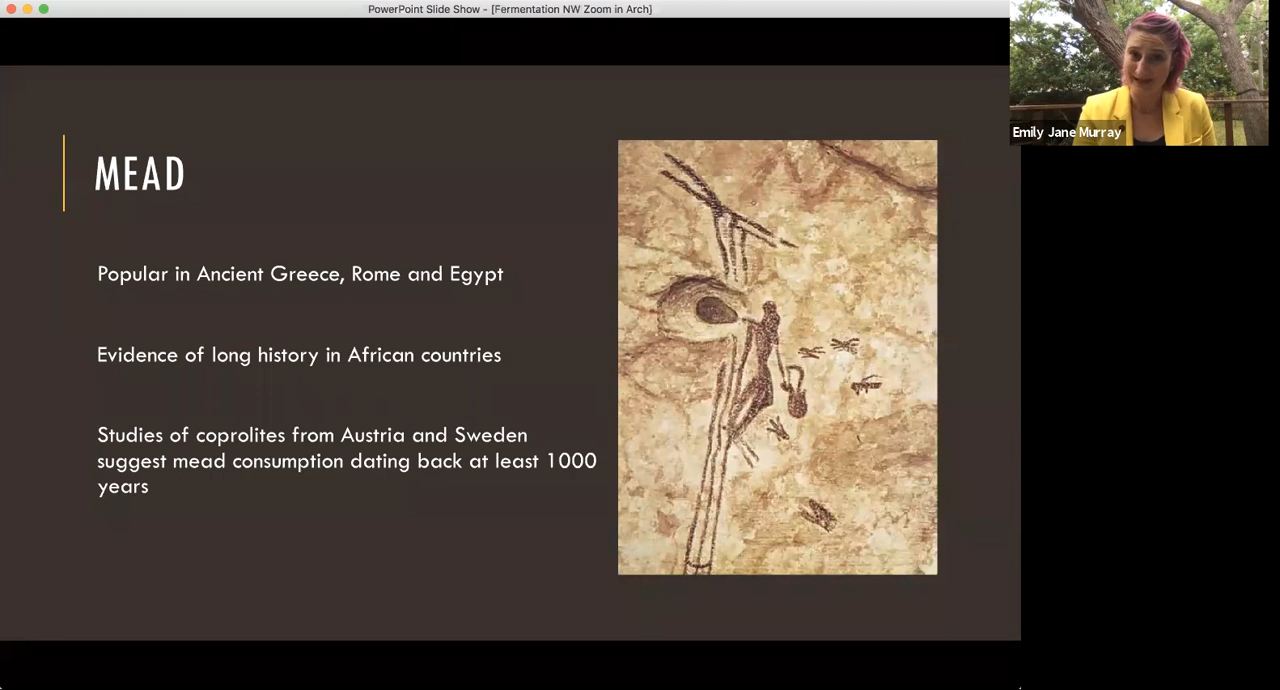 PowerPoint Slide Show - [Fermentation NW Zoom in Arch]
Emily Jane Murray
MEAD
Popular in Ancient Greece, Rome and Egypt
Evidence of long history in African countries
Studies of coprolites from Austria and Sweden
suggest mead consumption dating back at least 1000
years